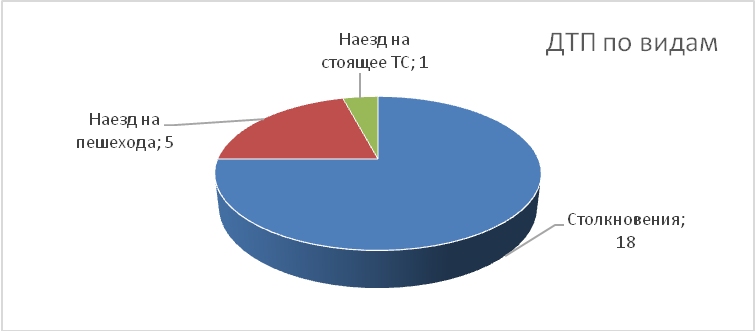 ДТП по видам
Наезд на
стоящее ТС; 1
Наезд на
пешехода; 5
Столкновения;
18